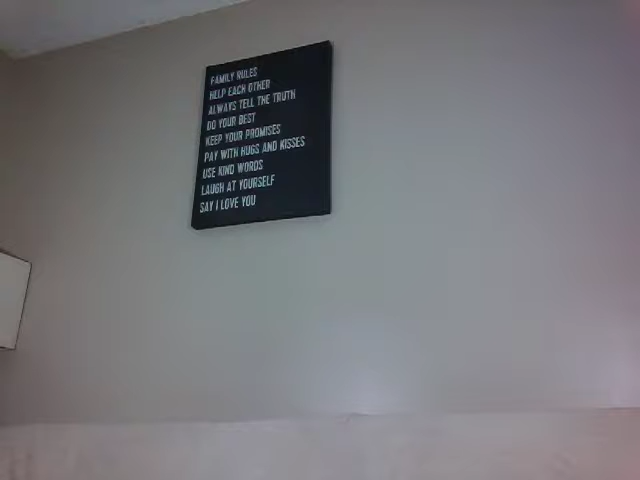 FAMILY RULES
HELP EACH OTHER
ALWAYS TELL THE TRUTH
DO YOUR BEST
KEEP YOUR PROMISES
PAY WITH HUGS AND KISSES
USE KIND WORDS
LAUGH AT YOURSELF
SAY I LOVE YOU